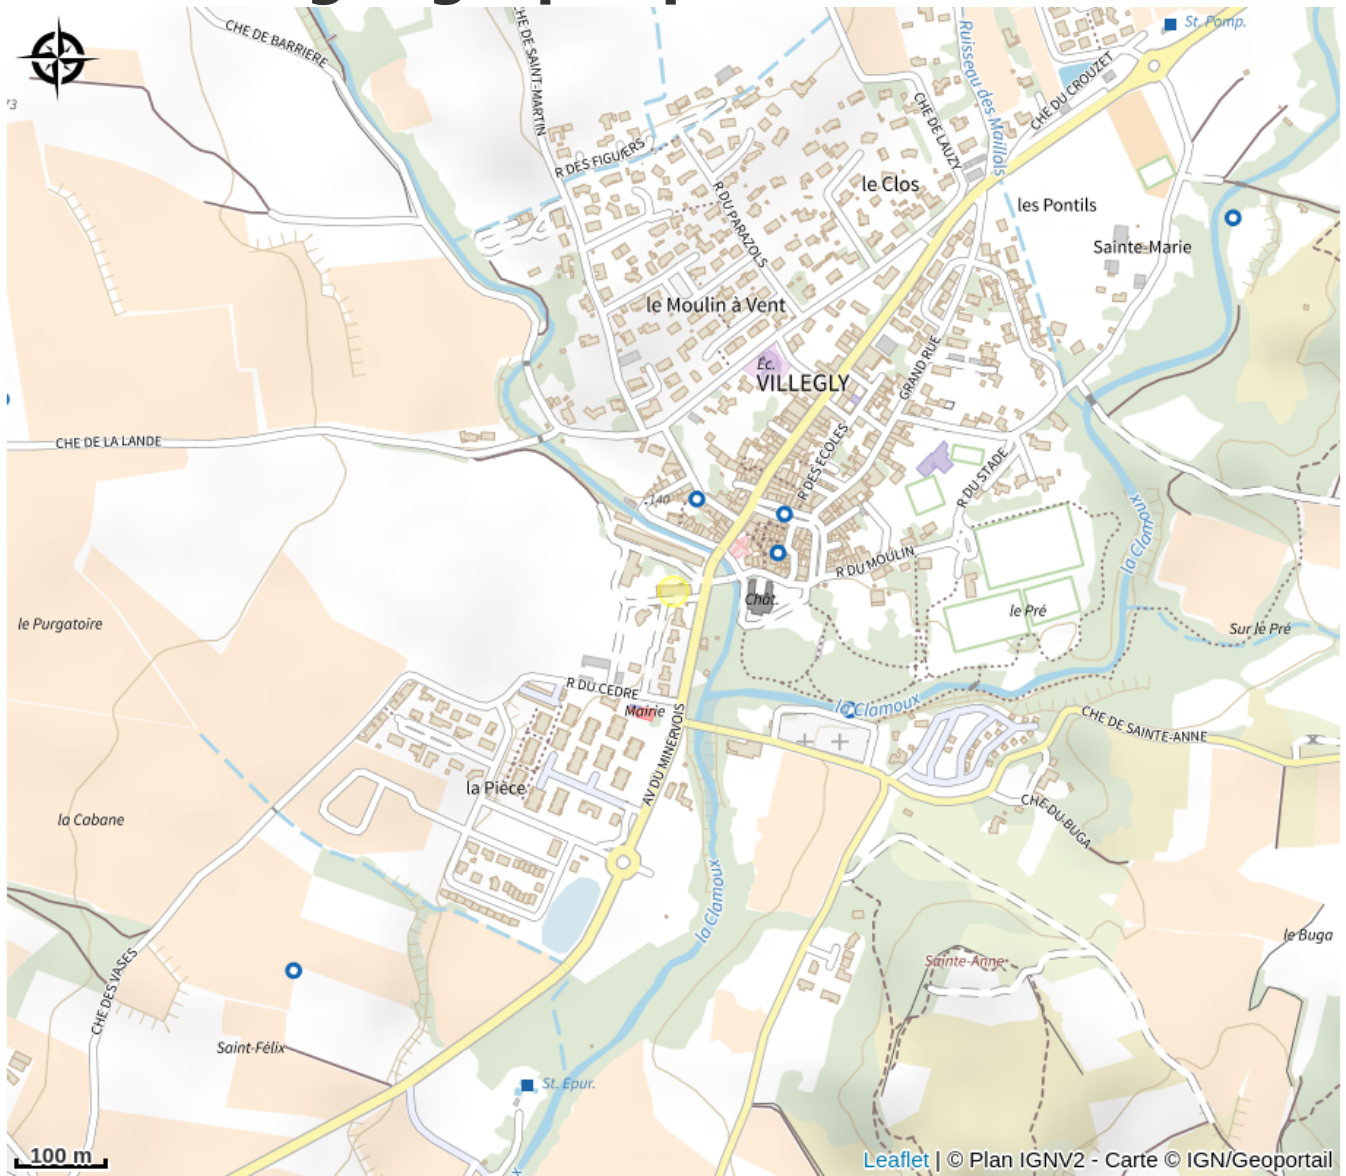 CHE DE BARRIERE
CHE DE SAINT-MARTIN
Ruisseau des Maillols
St. Pomp.
CHE DU CROUZET
CHE DE LAUZY
73
R DES FIGUIERS
R DU PARAZOLS
le Clos
les Pontils
Sainte-Marie
le Moulin à Vent
Éc.
VILLEGLY
GRAND RUE
CHE DE LA LANDE
R DES ECOLES
R DU STADE
140
la Clamoux
R DU MOULIN
Chât.
le Pré
Sur le Pré
le Purgatoire
R DU CEDRE
Mairie
la Clamoux
CHE DE SAINTE-ANNE
AV DU MINERVOIS
la Pièce
CHE DU BUGA
la Cabane
la Clamoux
le Buga
Sainte-Anne
CHE DES VASES
Saint-Félix
St. Epur.
x
100 m
Leaflet | © Plan IGNV2 - Carte © IGN/Geoportail